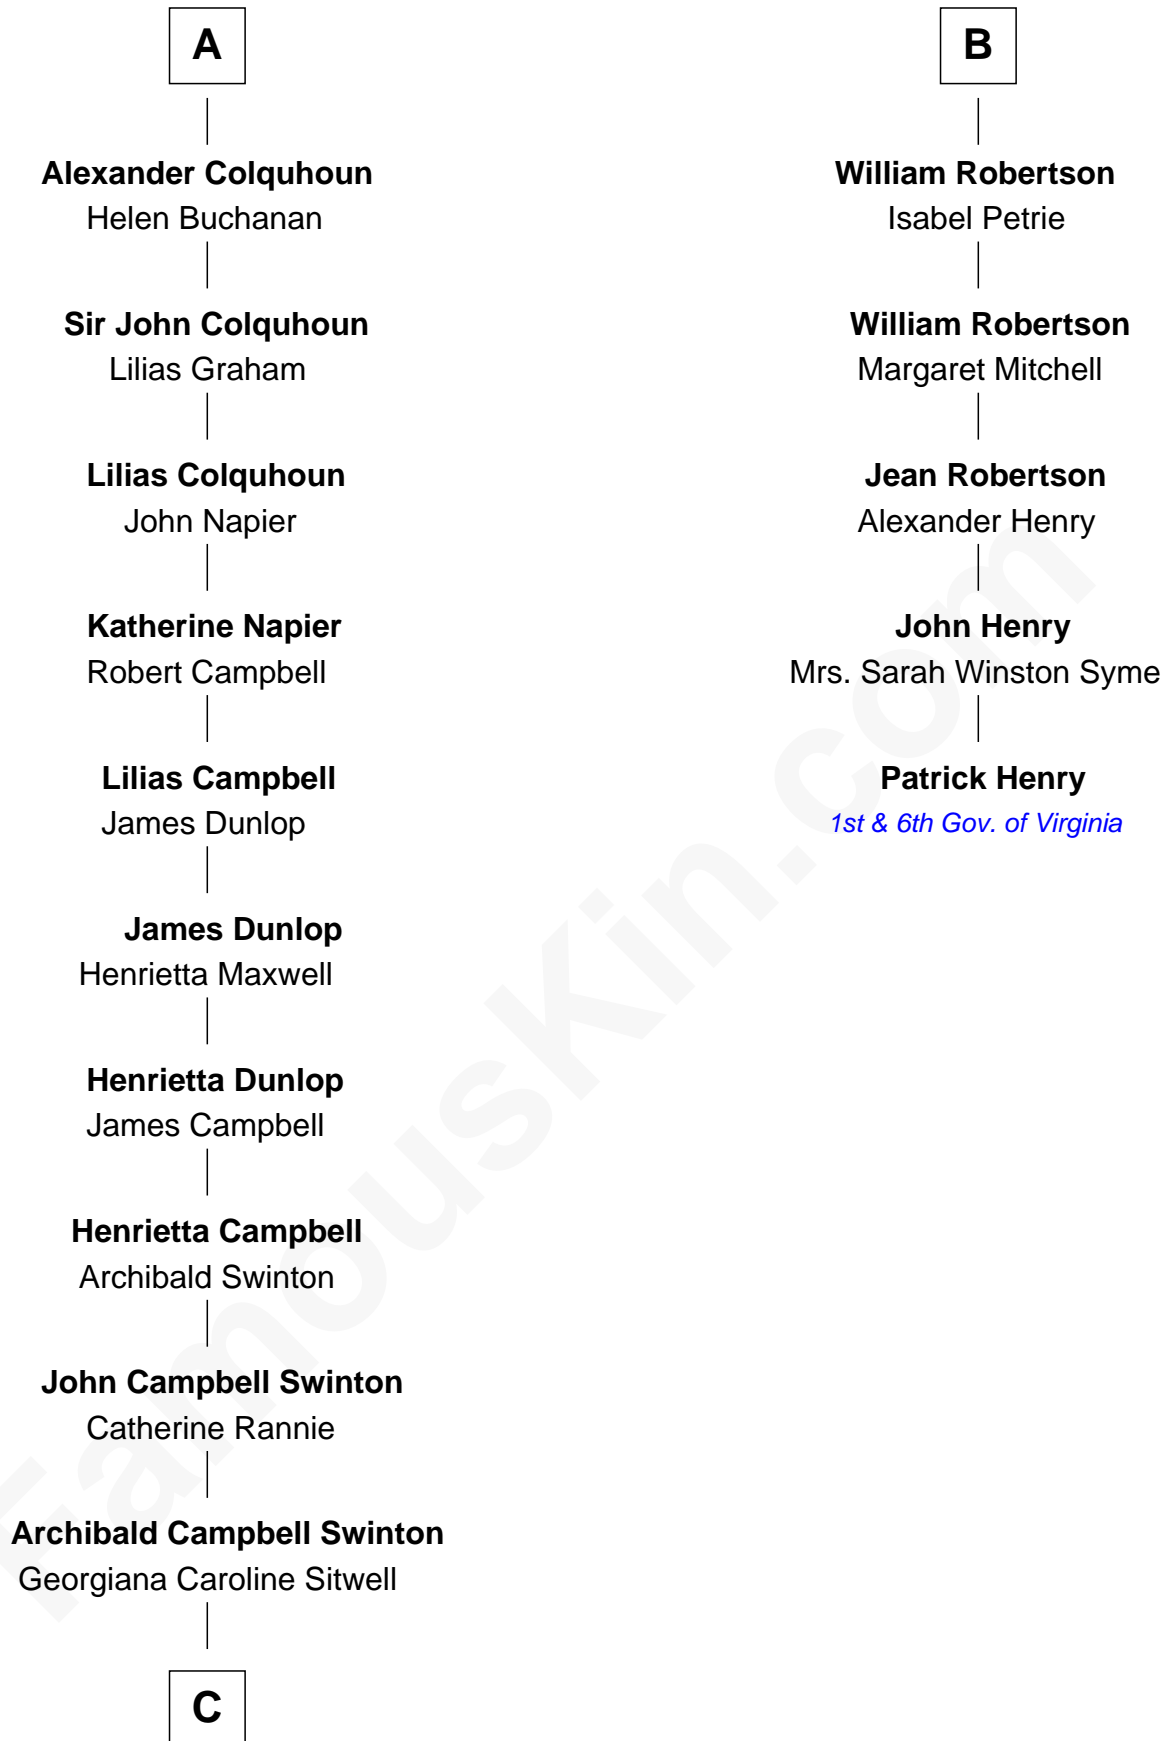 A
Alexander Colquhoun
Helen Buchanan
Sir John Colquhoun
Lilias Graham
Lilias Colquhoun
John Napier
Katherine Napier
Robert Campbell
Lilias Campbell
James Dunlop
James Dunlop
Henrietta Maxwell
Henrietta Dunlop
James Campbell
Henrietta Campbell
Archibald Swinton
John Campbell Swinton
Catherine Rannie
Archibald Campbell Swinton
Georgiana Caroline Sitwell
C
B
William Robertson
Isabel Petrie
William Robertson
Margaret Mitchell
Jean Robertson
Alexander Henry
John Henry
Mrs. Sarah Winston Syme
Patrick Henry
1st & 6th Gov. of Virginia
FamousKin.com